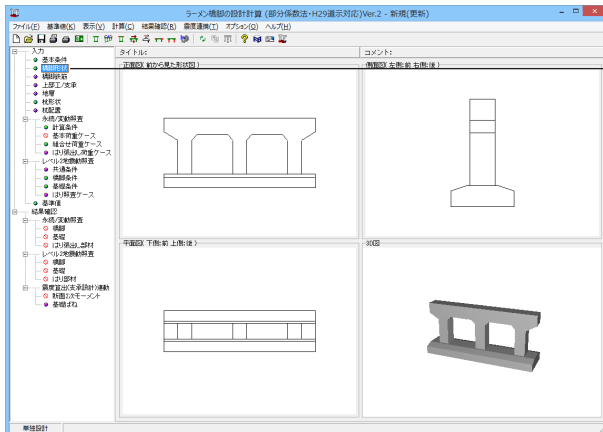 ラーメン橋脚の設計計算 (部分係数法・H29道示対応)Ver.2 - 新規(更新)
ファイル(F) 基準値(K) 表示(V) 計算(C) 結果確認(R) 震度連携(T) オプション(O) ヘルプ(H)
入力
基本条件
橋脚形状
橋脚鉄筋
上部工/支承
地層
杭形状
杭配置
永続/変動照査
計算条件
基本荷重ケース
組合せ荷重ケース
はり張出し荷重ケース
レベル2地震動照査
共通条件
橋脚条件
基礎条件
はり照査ケース
基準値
結果確認
永続/変動照査
橋脚
基礎
はり張出し部材
レベル2地震動照査
橋脚
基礎
はり部材
震度算出(支承設計)連動
断面2次モーメント
基礎ばね
タイトル:
コメント:
正面図( 前から見た形状図 )
側面図( 左側:前 右側:後 )
平面図( 下側:前 上側:後 )
3D図
単独設計